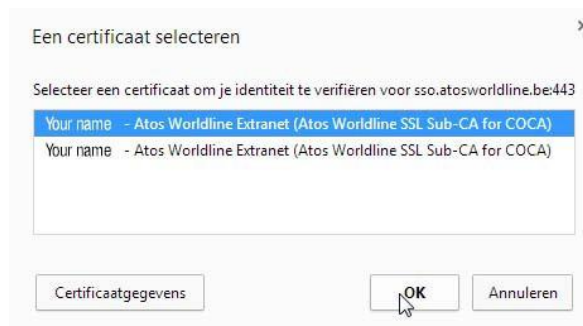 Een certificaat selecteren
Selecteer een certificaat om je identiteit te verifiëren voor sso.atosworldline.be:443
Your name - Atos Worldline Extranet (Atos Worldline SSL Sub-CA for COCA)
Your name - Atos Worldline Extranet (Atos Worldline SSL Sub-CA for COCA)
Certificaatgegevens OK Annuleren